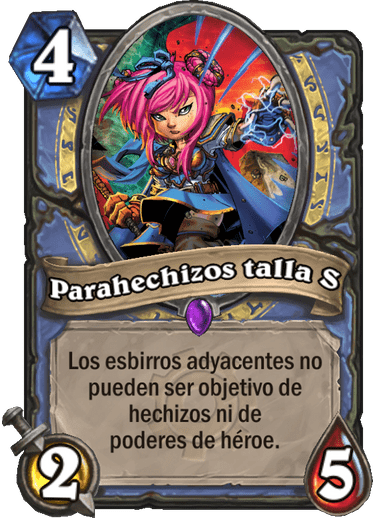 4
Parahechizos talla S
Los esbirros adyacentes no
pueden ser objetivo de
hechizos ni de
poderes de héroe.
2
5